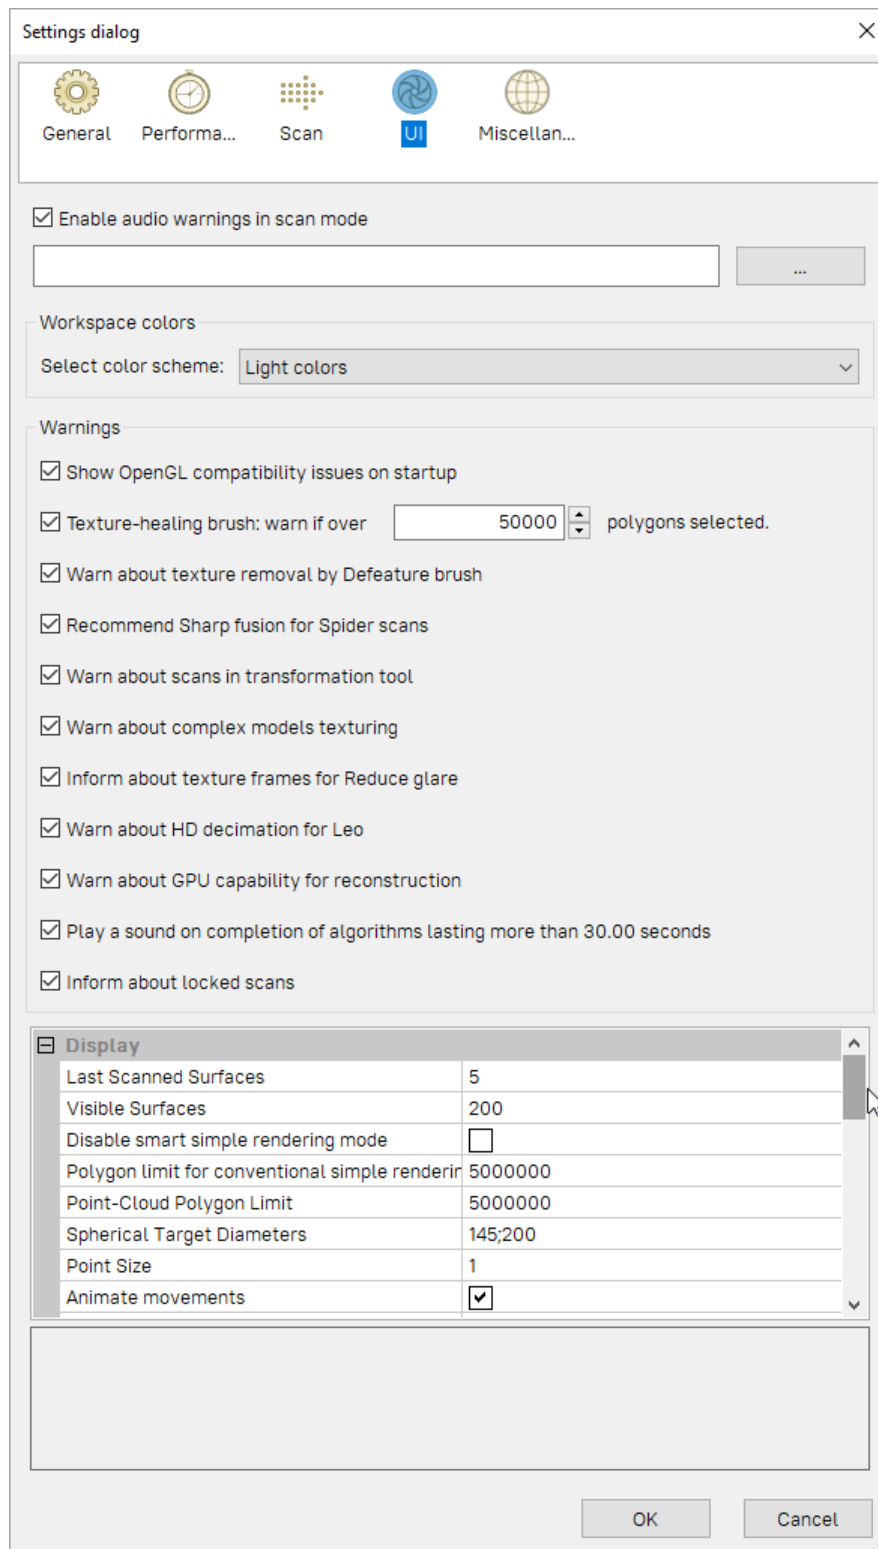 Settings dialog
General Performa... Scan UI Miscellan...
Enable audio warnings in scan mode
...
Workspace colors
Select color scheme: Light colors
Warnings
Show OpenGL compatibility issues on startup
Texture-healing brush: warn if over 50000 polygons selected.
Warn about texture removal by Defeature brush
Recommend Sharp fusion for Spider scans
Warn about scans in transformation tool
Warn about complex models texturing
Inform about texture frames for Reduce glare
Warn about HD decimation for Leo
Warn about GPU capability for reconstruction
Play a sound on completion of algorithms lasting more than 30.00 seconds
Inform about locked scans
Display
Last Scanned Surfaces 5
Visible Surfaces 200
Disable smart simple rendering mode
Polygon limit for conventional simple renderin 5000000
Point-Cloud Polygon Limit 5000000
Spherical Target Diameters 145;200
Point Size 1
Animate movements
OK Cancel